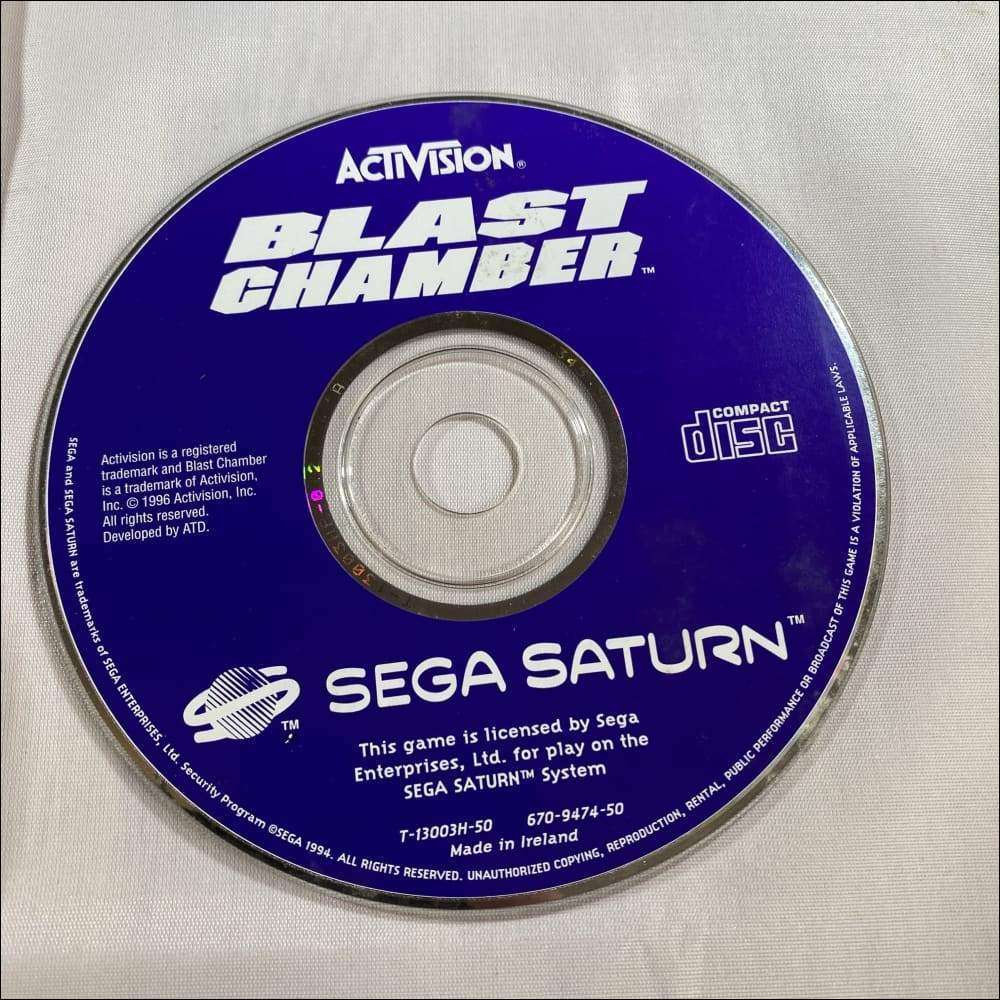 ACTIVISION®
BLAST
CHAMBER™
COMPACT
disc
Activision is a registered
trademark and Blast Chamber
is a trademark of Activision,
Inc. © 1996 Activision, Inc.
All rights reserved.
Developed by ATD.
SEGA SATURN™
TM
This game is licensed by Sega
Enterprises, Ltd. for play on the
SEGA SATURN™ System
T-13003H-50 670-9474-50
Made in Ireland
SEGA and SEGA SATURN are trademarks of SEGA ENTERPRISES, Ltd. Security Program ©SEGA 1994. ALL RIGHTS RESERVED. UNAUTHORIZED COPYING, REPRODUCTION, RENTAL, PUBLIC PERFORMANCE OR BROADCAST OF THIS GAME IS A VIOLATION OF APPLICABLE LAWS.